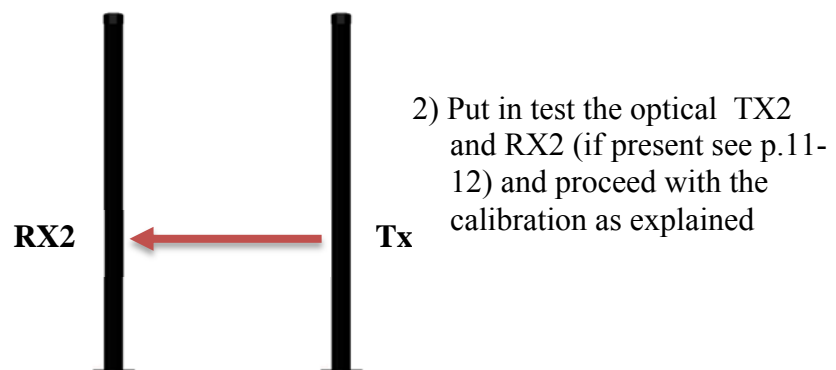 2) Put in test the optical TX2
and RX2 (if present see p.11-
12) and proceed with the
calibration as explained
RX2
Tx